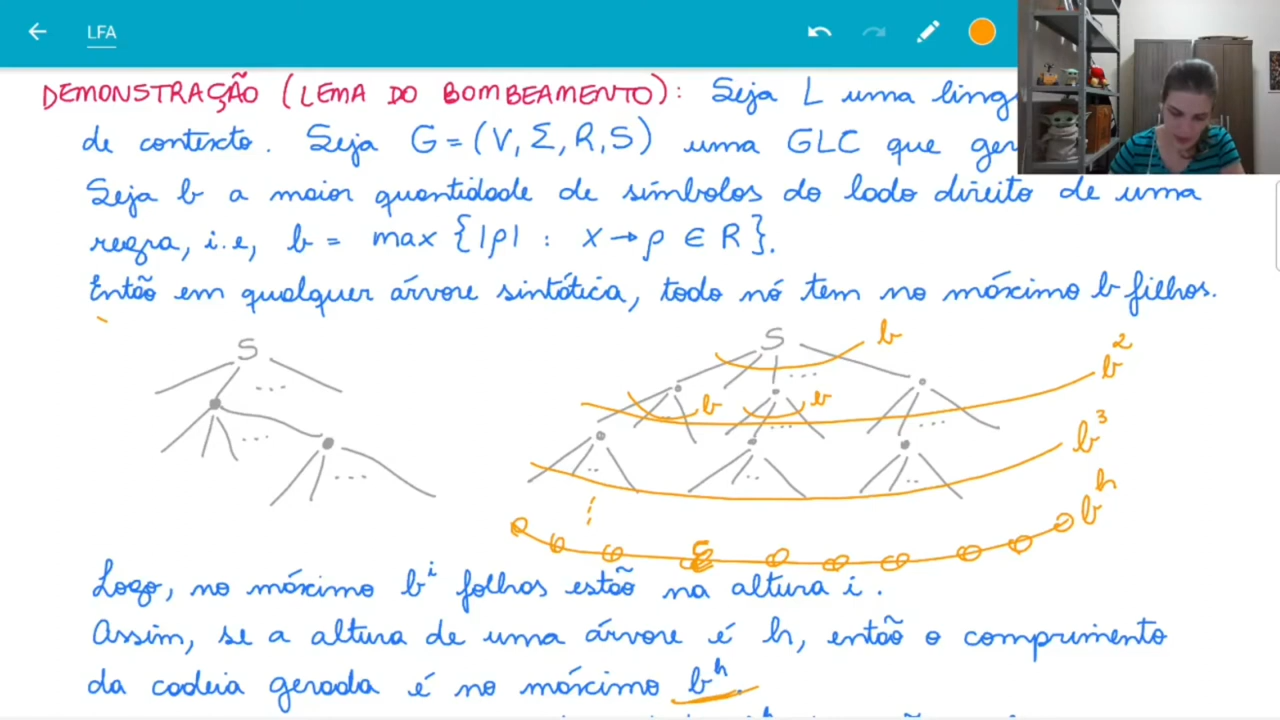 LFA
DEMONSTRAÇÃO (LEMA DO BOMBEAMENTO): Seja L uma ling
de contexto. Seja G = (V, Σ, R, S) uma GLC que ger
Seja b a maior quantidade de símbolos do lado direito de uma
regra, i.e, b = max {|ρ| : X → ρ ∈ R}.
Então em qualquer árvore sintática, todo nó tem no máximo b filhos.
S ...
... 
...
S b
... b²
b b
... ... b³
.. .. ..
bʰ
Logo, no máximo bⁱ folhas estão na altura i.
Assim, se a altura de uma árvore é h, então o comprimento
da cadeia gerada é no máximo bʰ